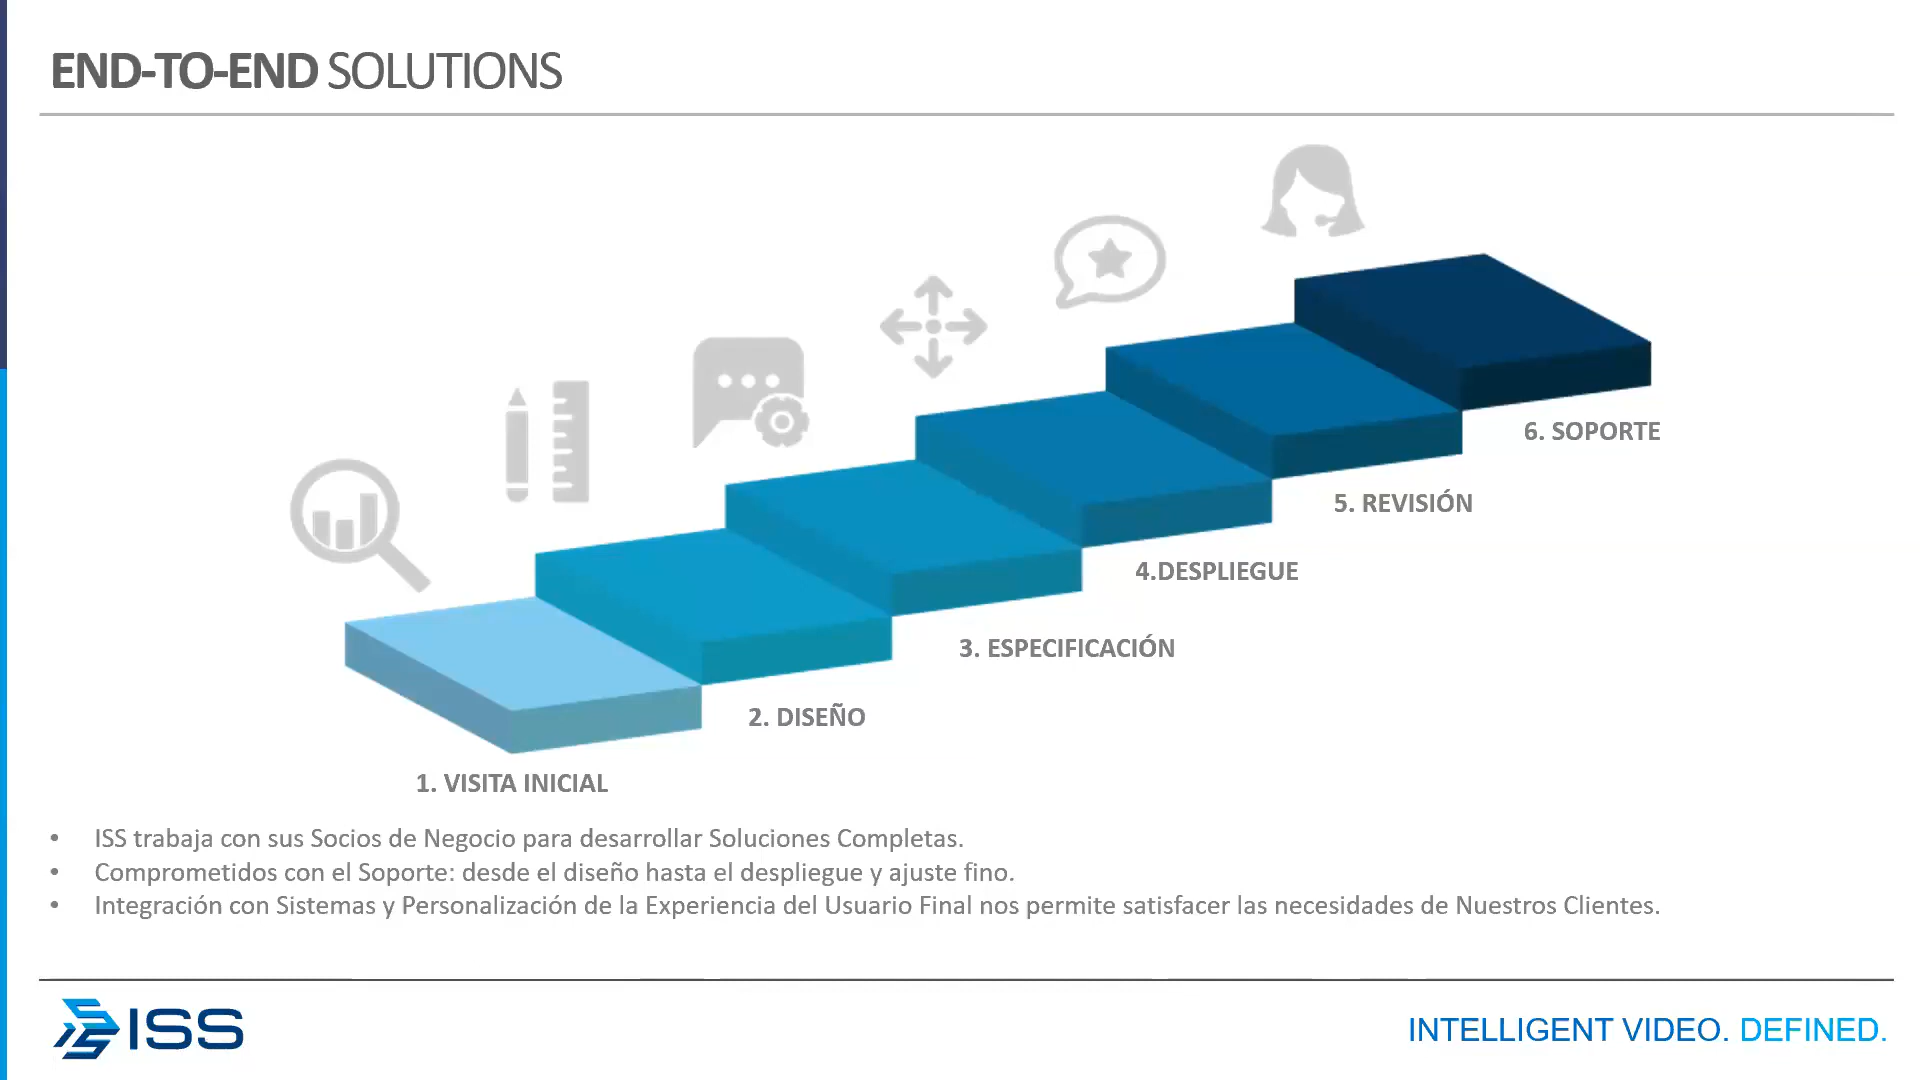 END-TO-END SOLUTIONS
6. SOPORTE
5. REVISIÓN
4.DESPLIEGUE
3. ESPECIFICACIÓN
2. DISEÑO
1. VISITA INICIAL
• ISS trabaja con sus Socios de Negocio para desarrollar Soluciones Completas.
• Comprometidos con el Soporte: desde el diseño hasta el despliegue y ajuste fino.
• Integración con Sistemas y Personalización de la Experiencia del Usuario Final nos permite satisfacer las necesidades de Nuestros Clientes.
ISS
INTELLIGENT VIDEO. DEFINED.